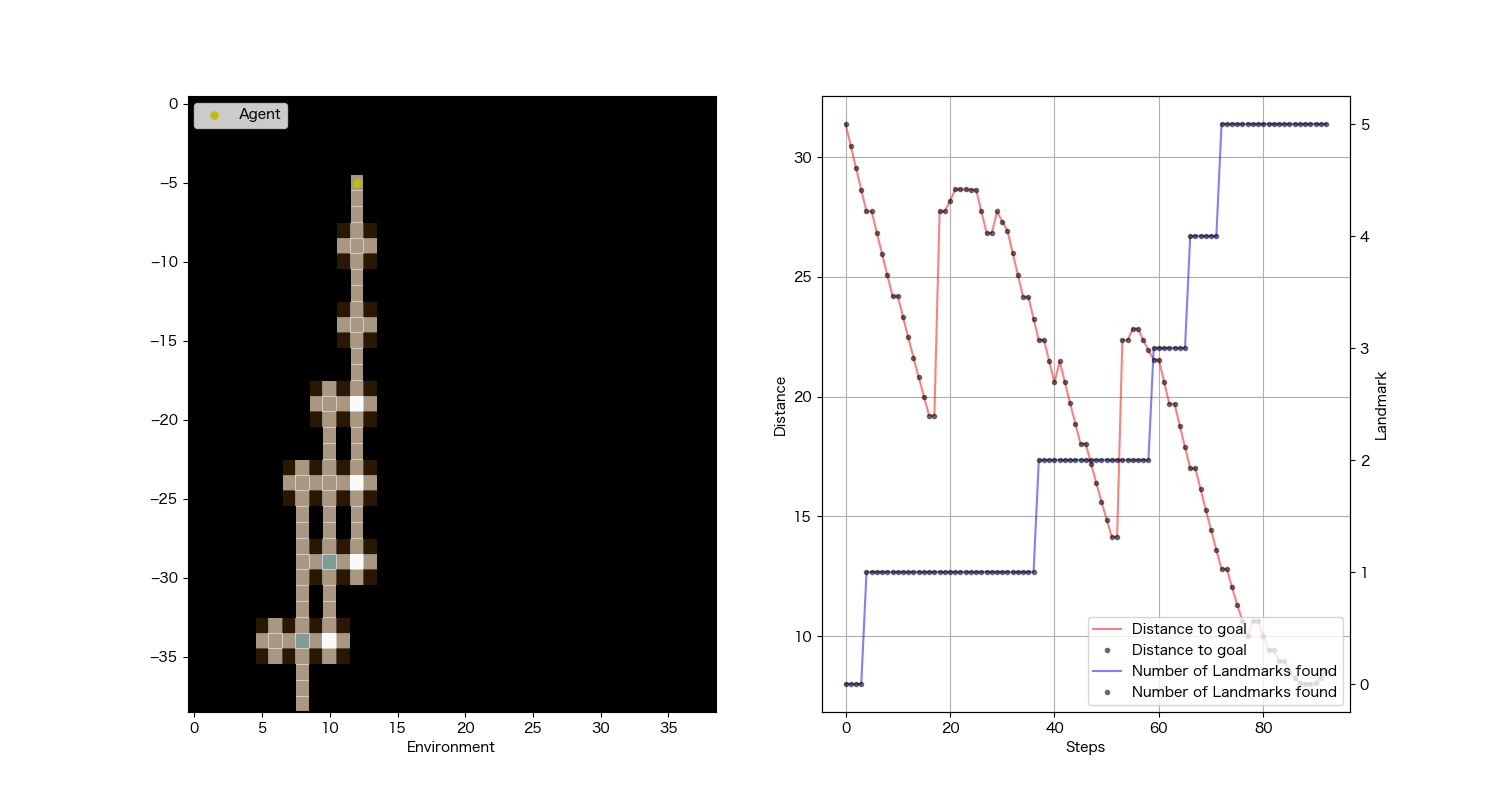 Agent
0
−5
−10
−15
−20
−25
−30
−35
0 5 10 15 20 25 30 35
Environment
30
25
20
15
10
Distance
0 20 40 60 80
Steps
5
4
3
2
1
0
Landmark
Distance to goal
Distance to goal
Number of Landmarks found
Number of Landmarks found